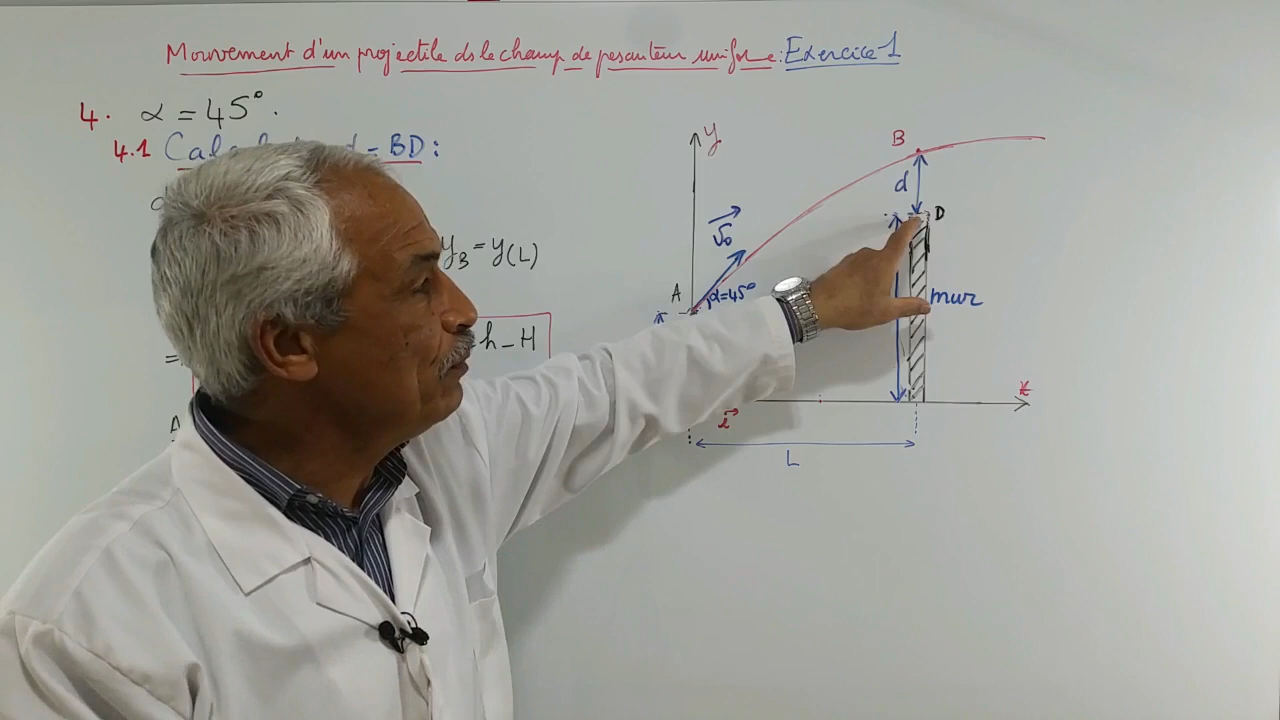 Mouvement d'un projectile ds le champ de pesanteur uniforme : Exercice 1
4. α = 45°.
4.1 d = BD :
y_B = y(L)
=
h - H
A
y
B
d
D
v₀
A
α=45°
mur
x
i
L